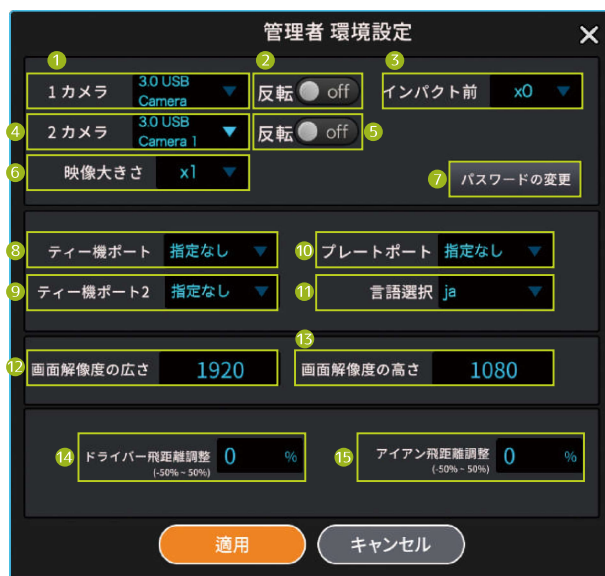 管理者 環境設定
1 2 3
1カメラ 3.0 USB Camera 反転 off インパクト前 x0
4 2カメラ 3.0 USB Camera 1 反転 off 5
6 映像大きさ x1 7 パスワードの変更
8 ティー機ポート 指定なし 10 プレートポート 指定なし
9 ティー機ポート2 指定なし 11 言語選択 ja
13
12 画面解像度の広さ 1920 画面解像度の高さ 1080
14 ドライバー飛距離調整 0 % 15 アイアン飛距離調整 0 %
(-50% ~ 50%) (-50% ~ 50%)
適用 キャンセル